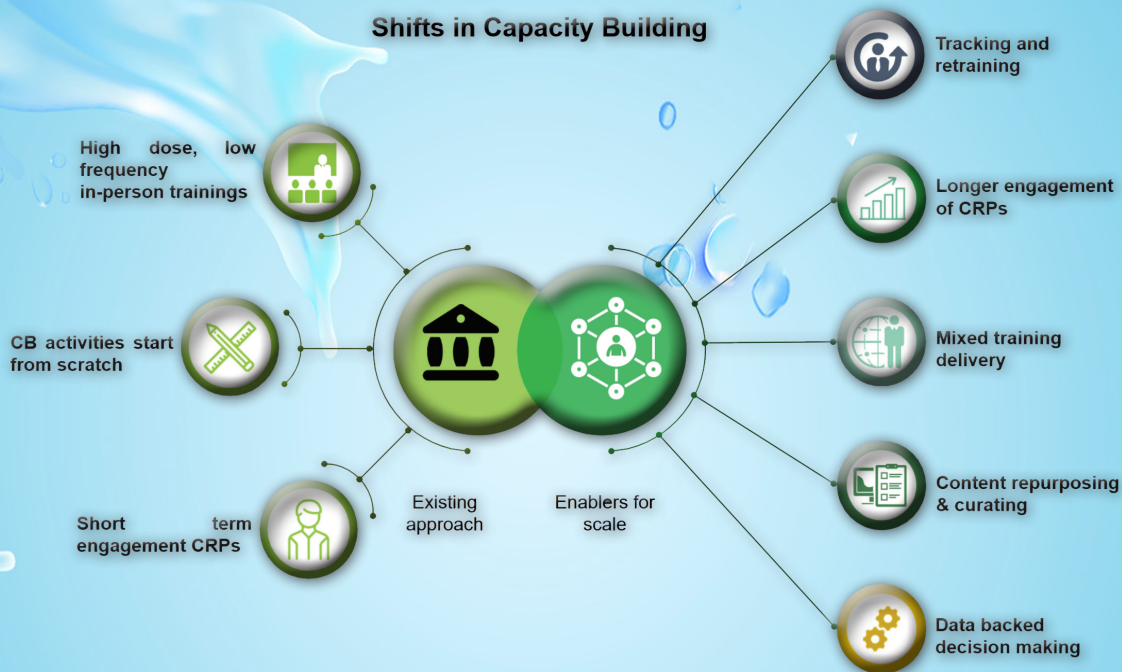 Shifts in Capacity Building
High dose, low
frequency
in-person trainings
CB activities start
from scratch
Short term
engagement CRPs
Existing
approach
Enablers for
scale
Tracking and
retraining
Longer engagement
of CRPs
Mixed training
delivery
Content repurposing
& curating
Data backed
decision making